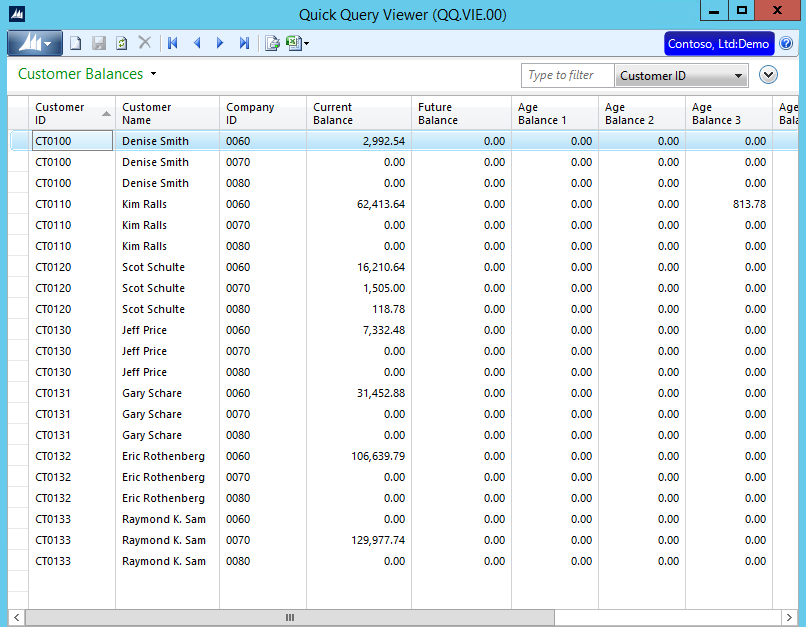 Quick Query Viewer (QQ.VIE.00)
Contoso, Ltd:Demo
Customer Balances
Type to filter
Customer ID
Customer ID Customer Name Company ID Current Balance Future Balance Age Balance 1 Age Balance 2 Age Balance 3 Age Bala
CT0100 Denise Smith 0060 2,992.54 0.00 0.00 0.00 0.00
CT0100 Denise Smith 0070 0.00 0.00 0.00 0.00 0.00
CT0100 Denise Smith 0080 0.00 0.00 0.00 0.00 0.00
CT0110 Kim Ralls 0060 62,413.64 0.00 0.00 0.00 813.78
CT0110 Kim Ralls 0070 0.00 0.00 0.00 0.00 0.00
CT0110 Kim Ralls 0080 0.00 0.00 0.00 0.00 0.00
CT0120 Scot Schulte 0060 16,210.64 0.00 0.00 0.00 0.00
CT0120 Scot Schulte 0070 1,505.00 0.00 0.00 0.00 0.00
CT0120 Scot Schulte 0080 118.78 0.00 0.00 0.00 0.00
CT0130 Jeff Price 0060 7,332.48 0.00 0.00 0.00 0.00
CT0130 Jeff Price 0070 0.00 0.00 0.00 0.00 0.00
CT0130 Jeff Price 0080 0.00 0.00 0.00 0.00 0.00
CT0131 Gary Schare 0060 31,452.88 0.00 0.00 0.00 0.00
CT0131 Gary Schare 0070 0.00 0.00 0.00 0.00 0.00
CT0131 Gary Schare 0080 0.00 0.00 0.00 0.00 0.00
CT0132 Eric Rothenberg 0060 106,639.79 0.00 0.00 0.00 0.00
CT0132 Eric Rothenberg 0070 0.00 0.00 0.00 0.00 0.00
CT0132 Eric Rothenberg 0080 0.00 0.00 0.00 0.00 0.00
CT0133 Raymond K. Sam 0060 0.00 0.00 0.00 0.00 0.00
CT0133 Raymond K. Sam 0070 129,977.74 0.00 0.00 0.00 0.00
CT0133 Raymond K. Sam 0080 0.00 0.00 0.00 0.00 0.00